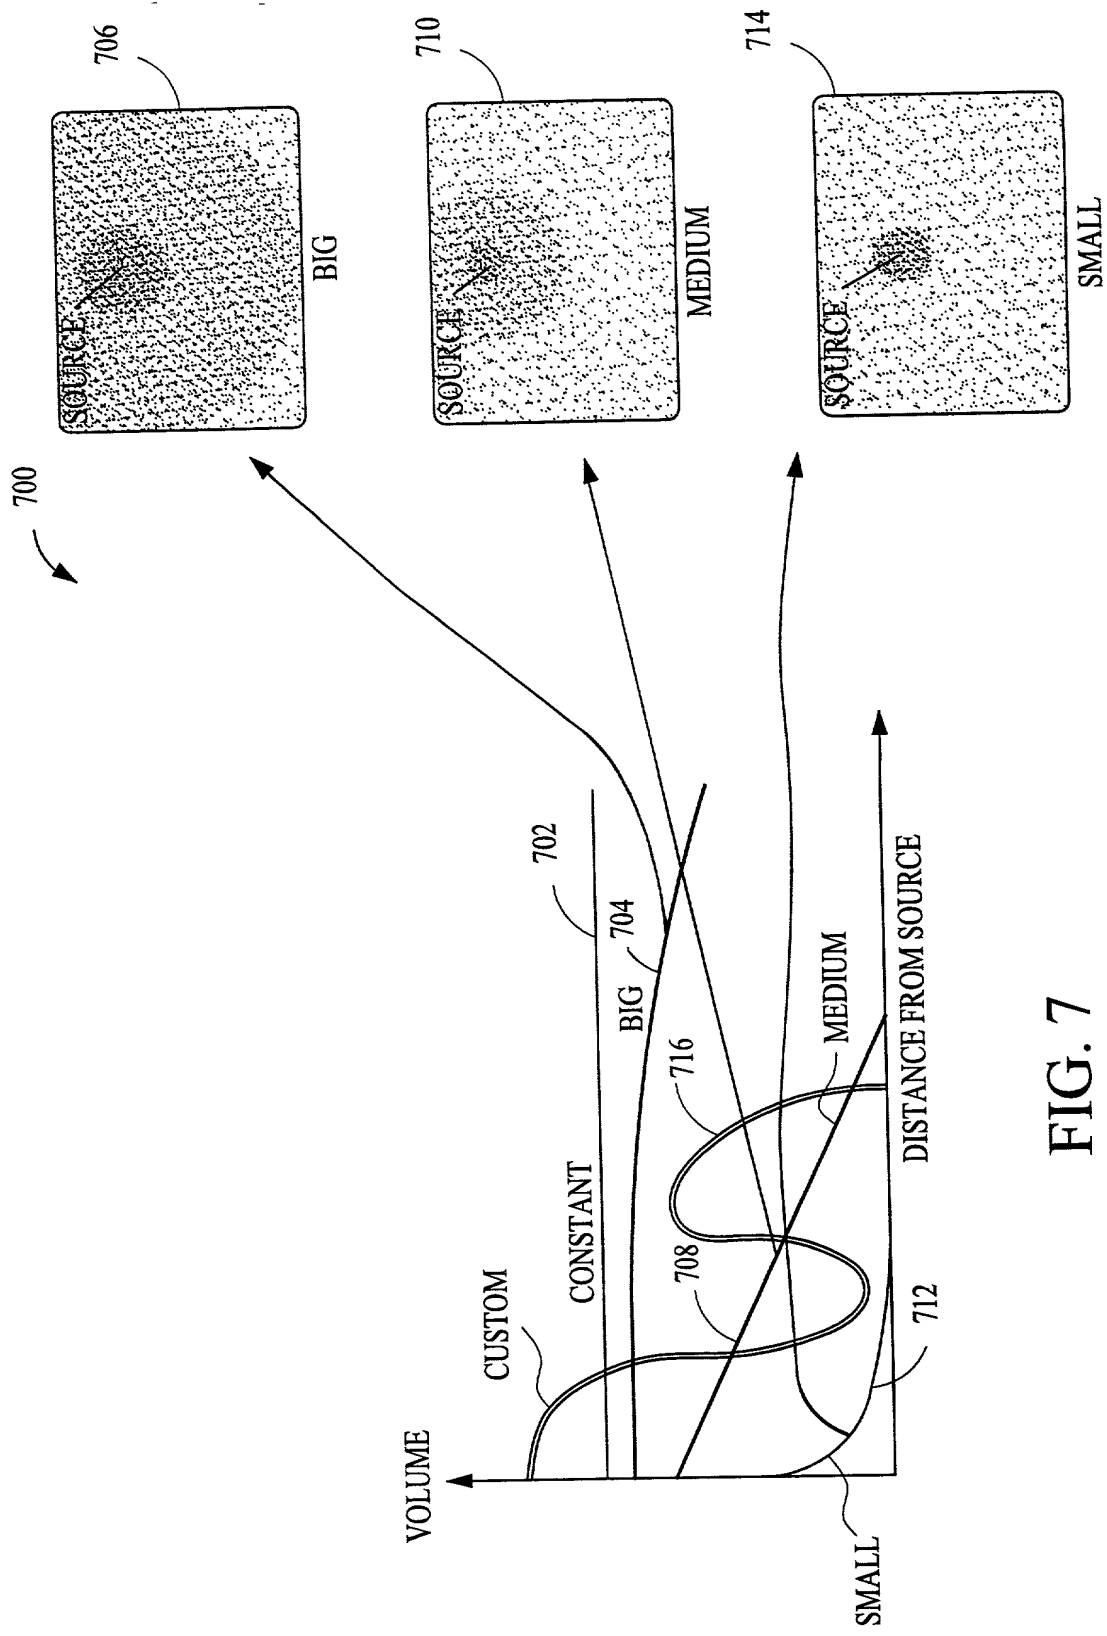 700
706
SOURCE
BIG
710
SOURCE
MEDIUM
714
SOURCE
SMALL
VOLUME
CUSTOM
CONSTANT
702
BIG
704
716
708
MEDIUM
712
SMALL
DISTANCE FROM SOURCE
FIG. 7